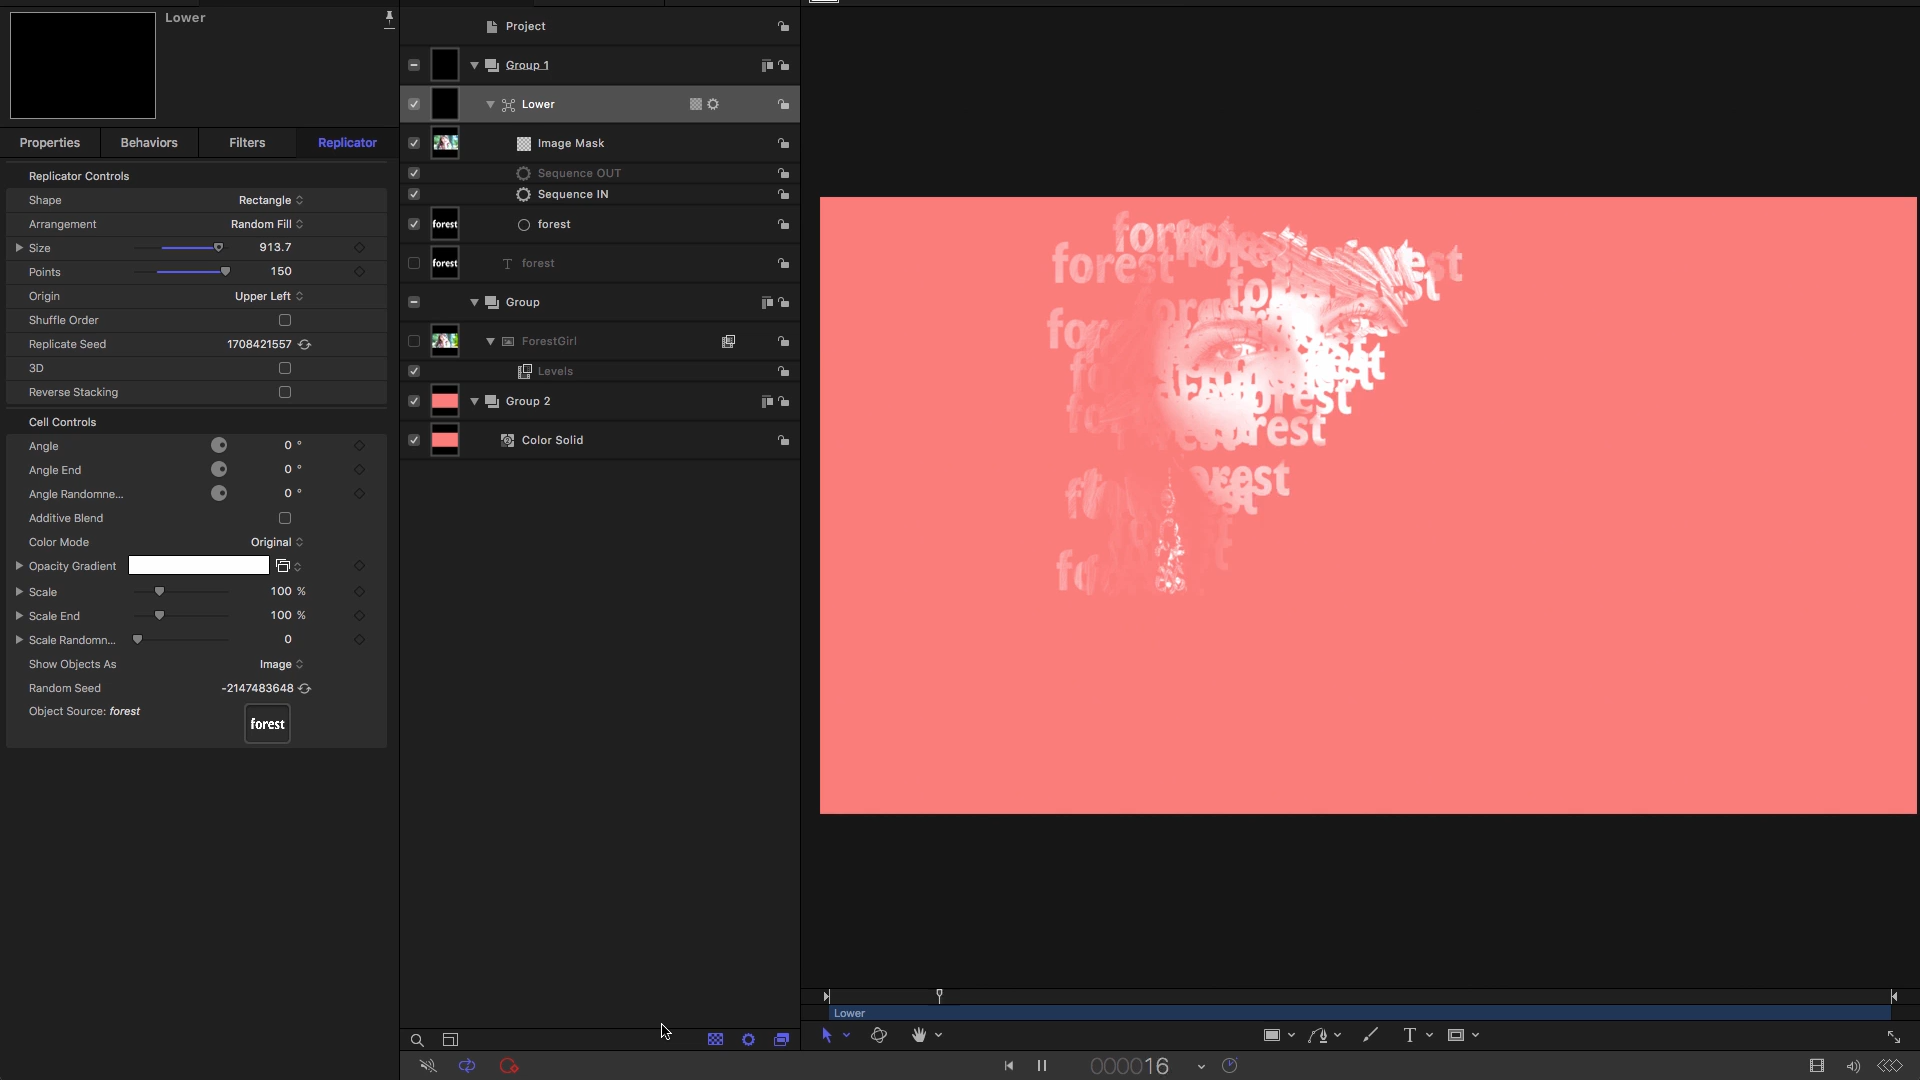 Lower
Properties
Behaviors
Filters
Replicator
Replicator Controls
Shape Rectangle
Arrangement Random Fill
Size 913.7
Points 150
Origin Upper Left
Shuffle Order
Replicate Seed 1708421557
3D
Reverse Stacking
Cell Controls
Angle 0 °
Angle End 0 °
Angle Randomne... 0 °
Additive Blend
Color Mode Original
Opacity Gradient
Scale 100 %
Scale End 100 %
Scale Randomn... 0
Show Objects As Image
Random Seed -2147483648
Object Source: forest
forest
Project
Group 1
Lower
Image Mask
Sequence OUT
Sequence IN
forest forest
forest forest
Group
ForestGirl
Levels
Group 2
Color Solid
forest
forest
forest
forest
Lower
000016